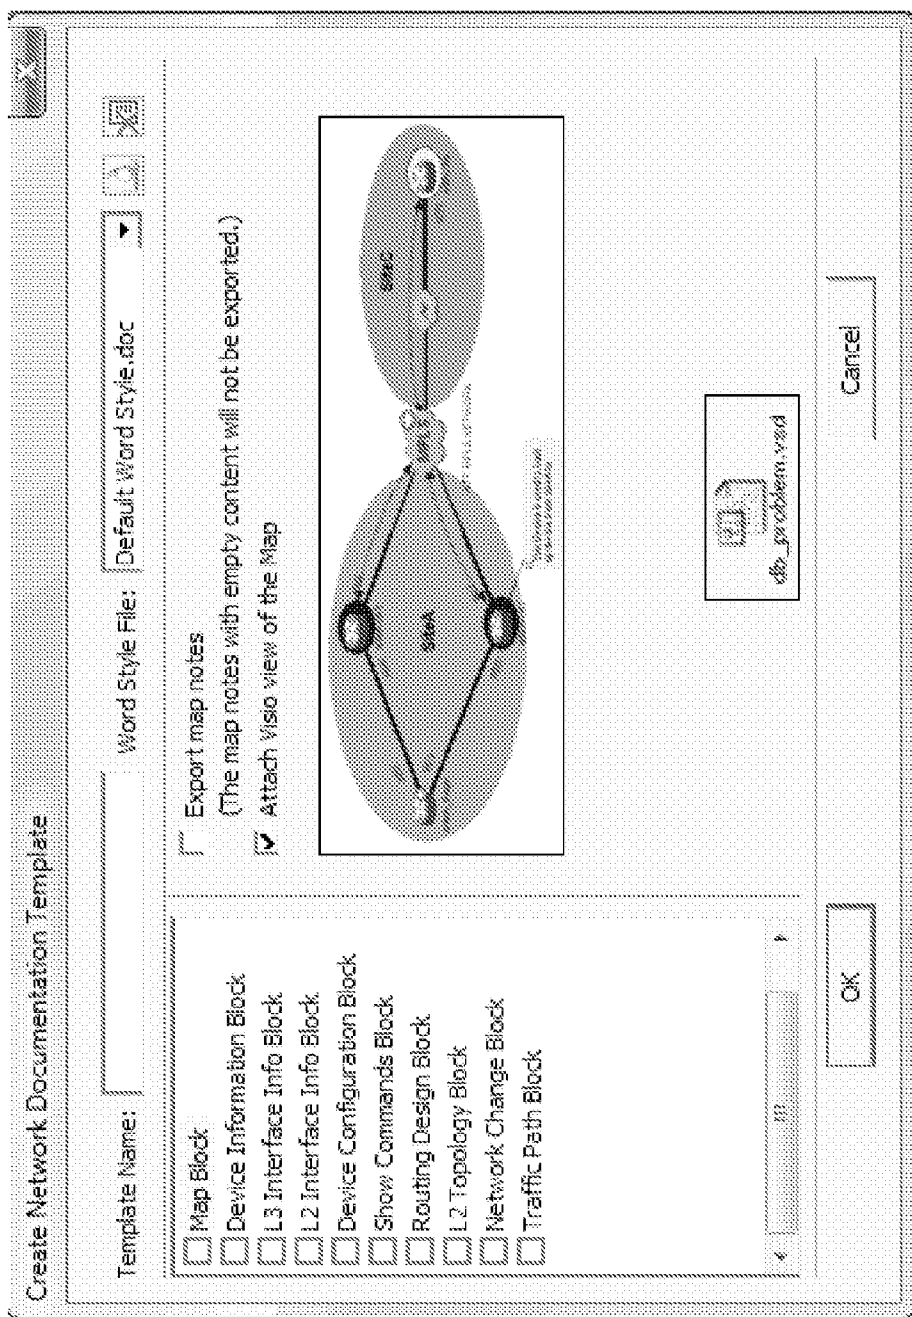 Create Network Documentation Template
X
Template Name:
Word Style File: Default Word Style.doc
Map Block
Device Information Block
L3 Interface Info Block
L2 Interface Info Block
Device Configuration Block
Show Commands Block
Routing Design Block
L2 Topology Block
Network Change Block
Traffic Path Block
Export map notes
(The map notes with empty content will not be exported.)
Attach Visio view of the Map
SiteA
SiteC
db_problem.vsd
OK
Cancel